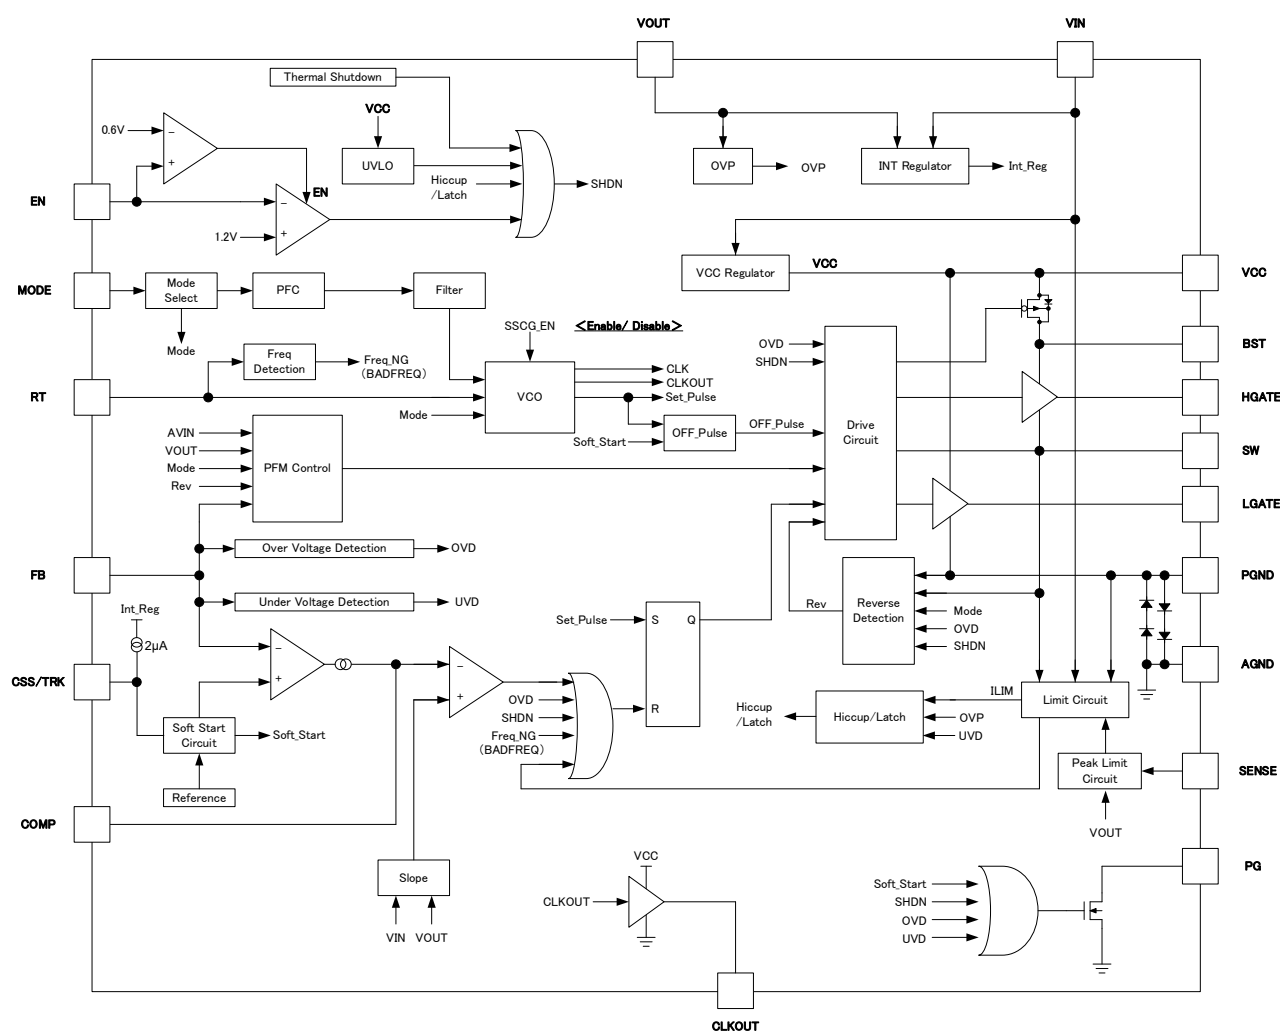 VOUT
VIN
Thermal Shutdown
VCC
0.6V
−
+
UVLO
OVP
OVP
INT Regulator
Int_Reg
Hiccup
/Latch
SHDN
EN
EN
−
+
1.2V
VCC Regulator
VCC
VCC
MODE
Mode
Select
PFC
Filter
Mode
SSCG_EN
<Enable/ Disable>
OVD
SHDN
BST
Freq
Detection
Freq_NG
(BADFREQ)
CLK
CLKOUT
Set_Pulse
VCO
RT
HGATE
Mode
Soft_Start
OFF_Pulse
OFF_Pulse
Drive
Circuit
AVIN
VOUT
Mode
Rev
PFM Control
SW
LGATE
Over Voltage Detection
OVD
FB
PGND
Under Voltage Detection
UVD
Int_Reg
2μA
Rev
Reverse
Detection
Mode
OVD
SHDN
Set_Pulse
S
Q
R
−
+
−
+
CSS/TRK
AGND
OVD
SHDN
Freq_NG
(BADFREQ)
ILIM
Limit Circuit
Hiccup
/Latch
Hiccup/Latch
OVP
UVD
Soft Start
Circuit
Soft_Start
Reference
Peak Limit
Circuit
SENSE
VOUT
COMP
Slope
VIN
VOUT
VCC
CLKOUT
Soft_Start
SHDN
OVD
UVD
PG
CLKOUT